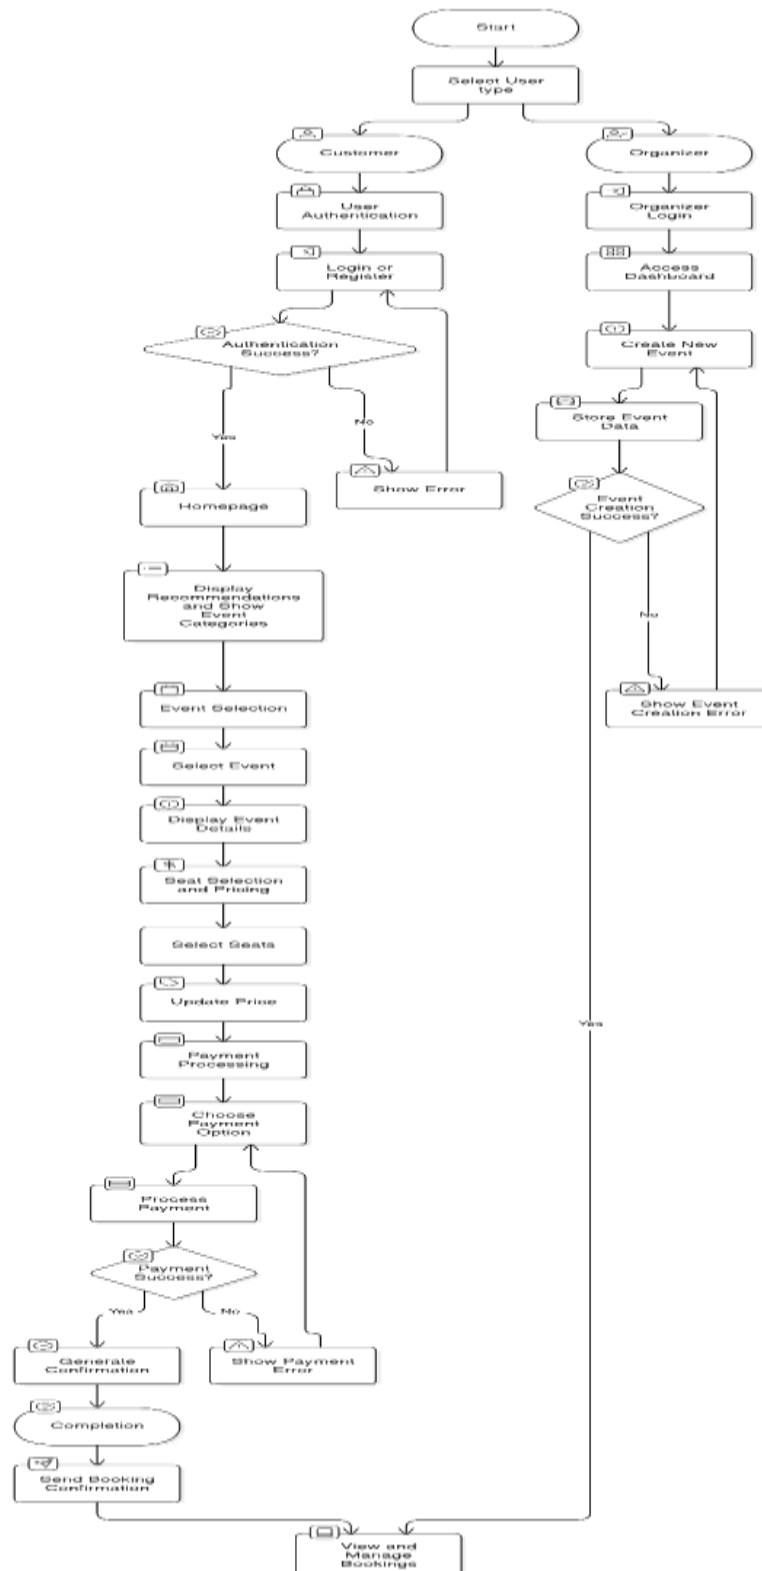 Start
Select User
type
Customer
Organizer
User
Authentication
Organizer
Login
Login or
Register
Access
Dashboard
Authentication
Success?
Create New
Event
Store Event
Data
No
Yes
Show Error
Homepage
Event
Creation
Success?
Display
Recommendations
and Show
Event
Categories
No
Event Selection
Show Event
Creation Error
Select Event
Display Event
Details
Seat Selection
and Pricing
Select Seats
Update Price
Yes
Payment
Processing
Choose
Payment
Option
Process
Payment
Payment
Success?
Yes
No
Generate
Confirmation
Show Payment
Error
Completion
Send Booking
Confirmation
View and
Manage
Bookings